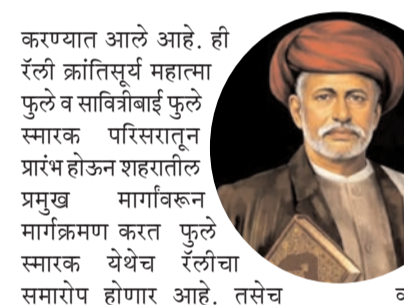 करण्यात आले आहे. ही
रॅली क्रांतिसूर्य महात्मा
फुले व सावित्रीबाई फुले
स्मारक परिसरातून
प्रारंभ होऊन शहरातील
प्रमुख मार्गांवरून
मार्गक्रमण करत फुले
स्मारक येथेच रॅलीचा
समारोप होणार आहे. तसेच